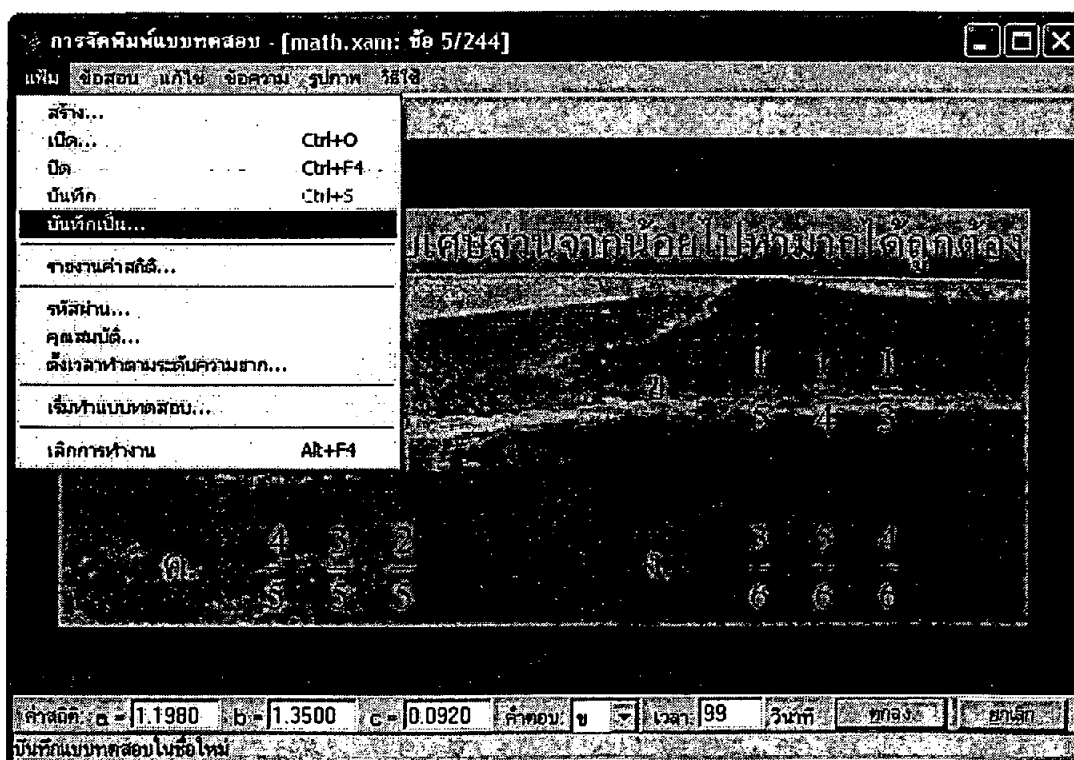 การจัดพิมพ์แบบทดสอบ - [math.xam: ข้อ 5/244]
แฟ้ม ข้อสอบ แก้ไข ข้อความ รูปภาพ วิธีใช้
สร้าง...
เปิด... Ctrl+O
ปิด Ctrl+F4
บันทึก Ctrl+S
บันทึกเป็น...
รายงานค่าสถิติ...
รหัสผ่าน...
คุณสมบัติ...
ตั้งเวลาทำตามระดับความยาก...
เริ่มทำแบบทดสอบ...
เลิกการทำงาน Alt+F4
เศษส่วนจากน้อยไปหามากได้ถูกต้อง
1 1 1
5 4 3
ค. 4 3 2
5 5 5
ง. 3 5 4
6 6 6
ค่าสถิติ: a = 1.1980 b = 1.3500 c = 0.0920 คำตอบ: ข เวลา: 99 วินาที ตกลง ยกเลิก
บันทึกแบบทดสอบในชื่อใหม่